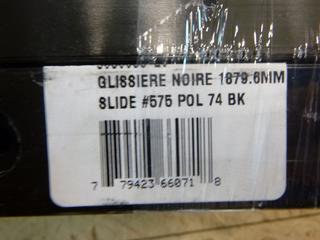 GLISSIERE NOIRE 1879.6MM
SLIDE #575 POL 74 BK
7 79423 66071 8